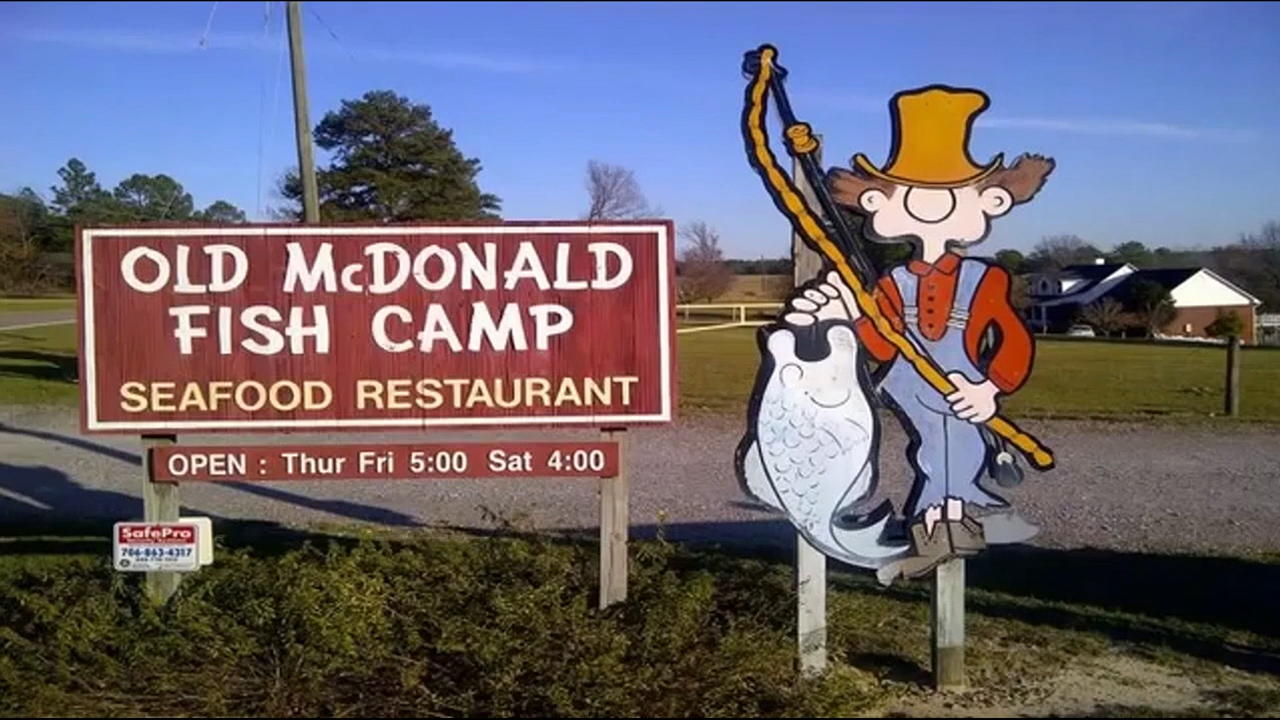 OLD McDONALD
FISH CAMP
SEAFOOD RESTAURANT
OPEN : Thur Fri 5:00 Sat 4:00
SafePro
706-863-4317